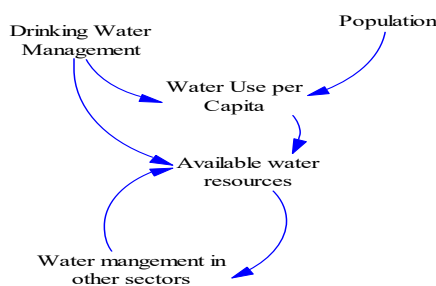 Drinking Water
Management
Population
Water Use per
Capita
Available water
resources
Water mangement in
other sectors